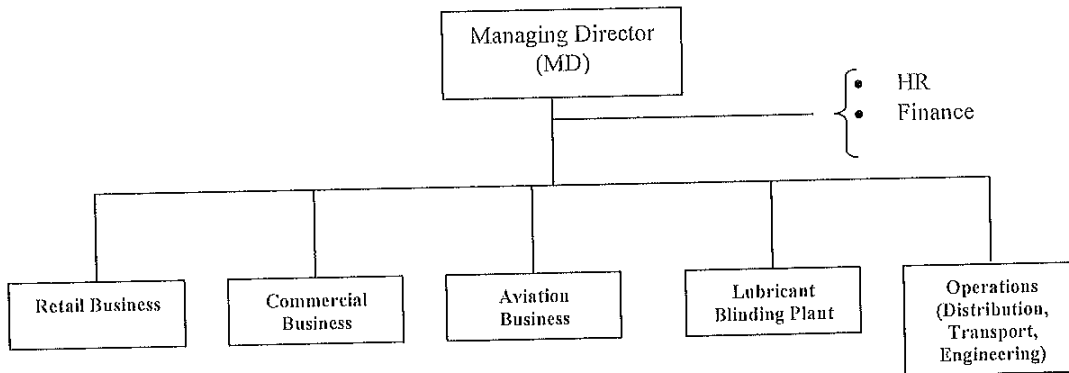 Managing Director
(MD)
• HR
• Finance
Retail Business
Commercial
Business
Aviation
Business
Lubricant
Blinding Plant
Operations
(Distribution,
Transport,
Engineering)